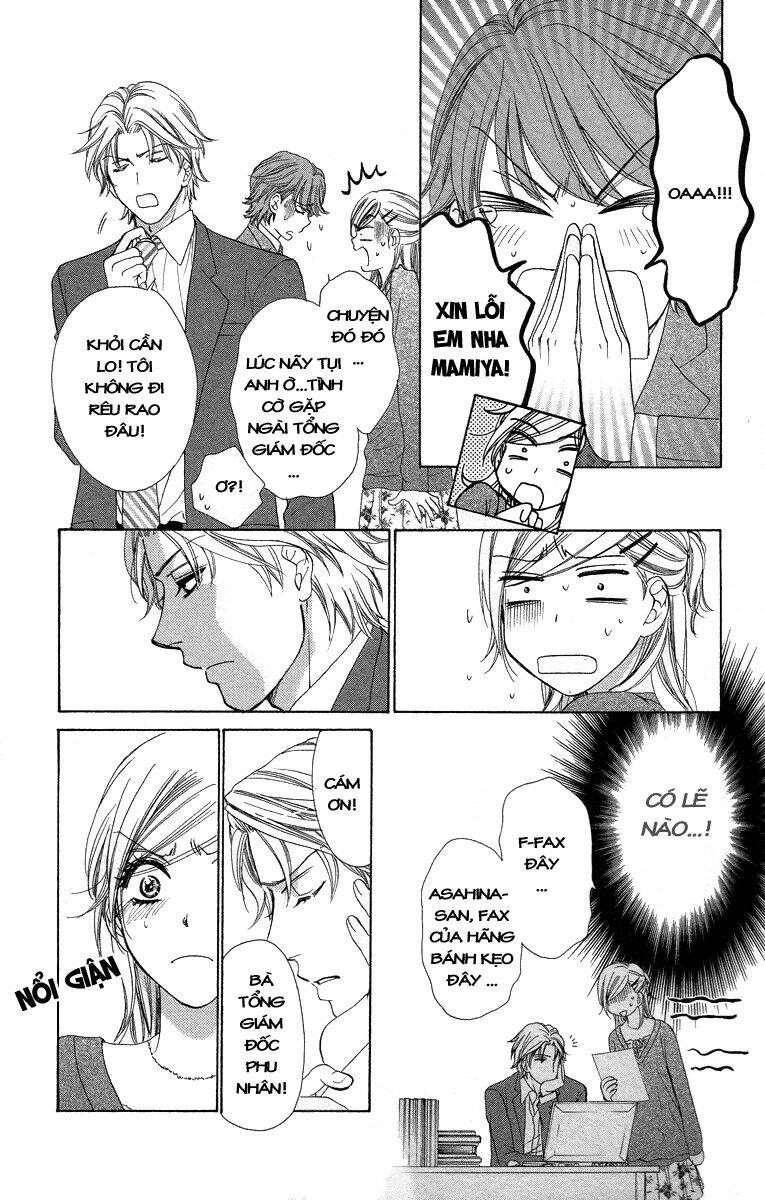 OAAA!!!
XIN LỖI
EM NHA
MAMIYA!
CHUYỆN
ĐÓ ĐÓ
...
LÚC NÃY TỤI
ANH Ở...TÌNH
CỜ GẶP
NGÀI TỔNG
GIÁM ĐỐC
...
Ơ?!
KHỎI CẦN
LO! TÔI
KHÔNG ĐI
RÊU RAO
ĐÂU!
CÓ LẼ
NÀO...!
F-FAX
ĐÂY
...
ASAHINA-
SAN, FAX
CỦA HÃNG
BÁNH KẸO
ĐÂY ...
CÁM
ƠN!
BÀ
TỔNG
GIÁM
ĐỐC
PHU
NHÂN!
NỔI GIẬN